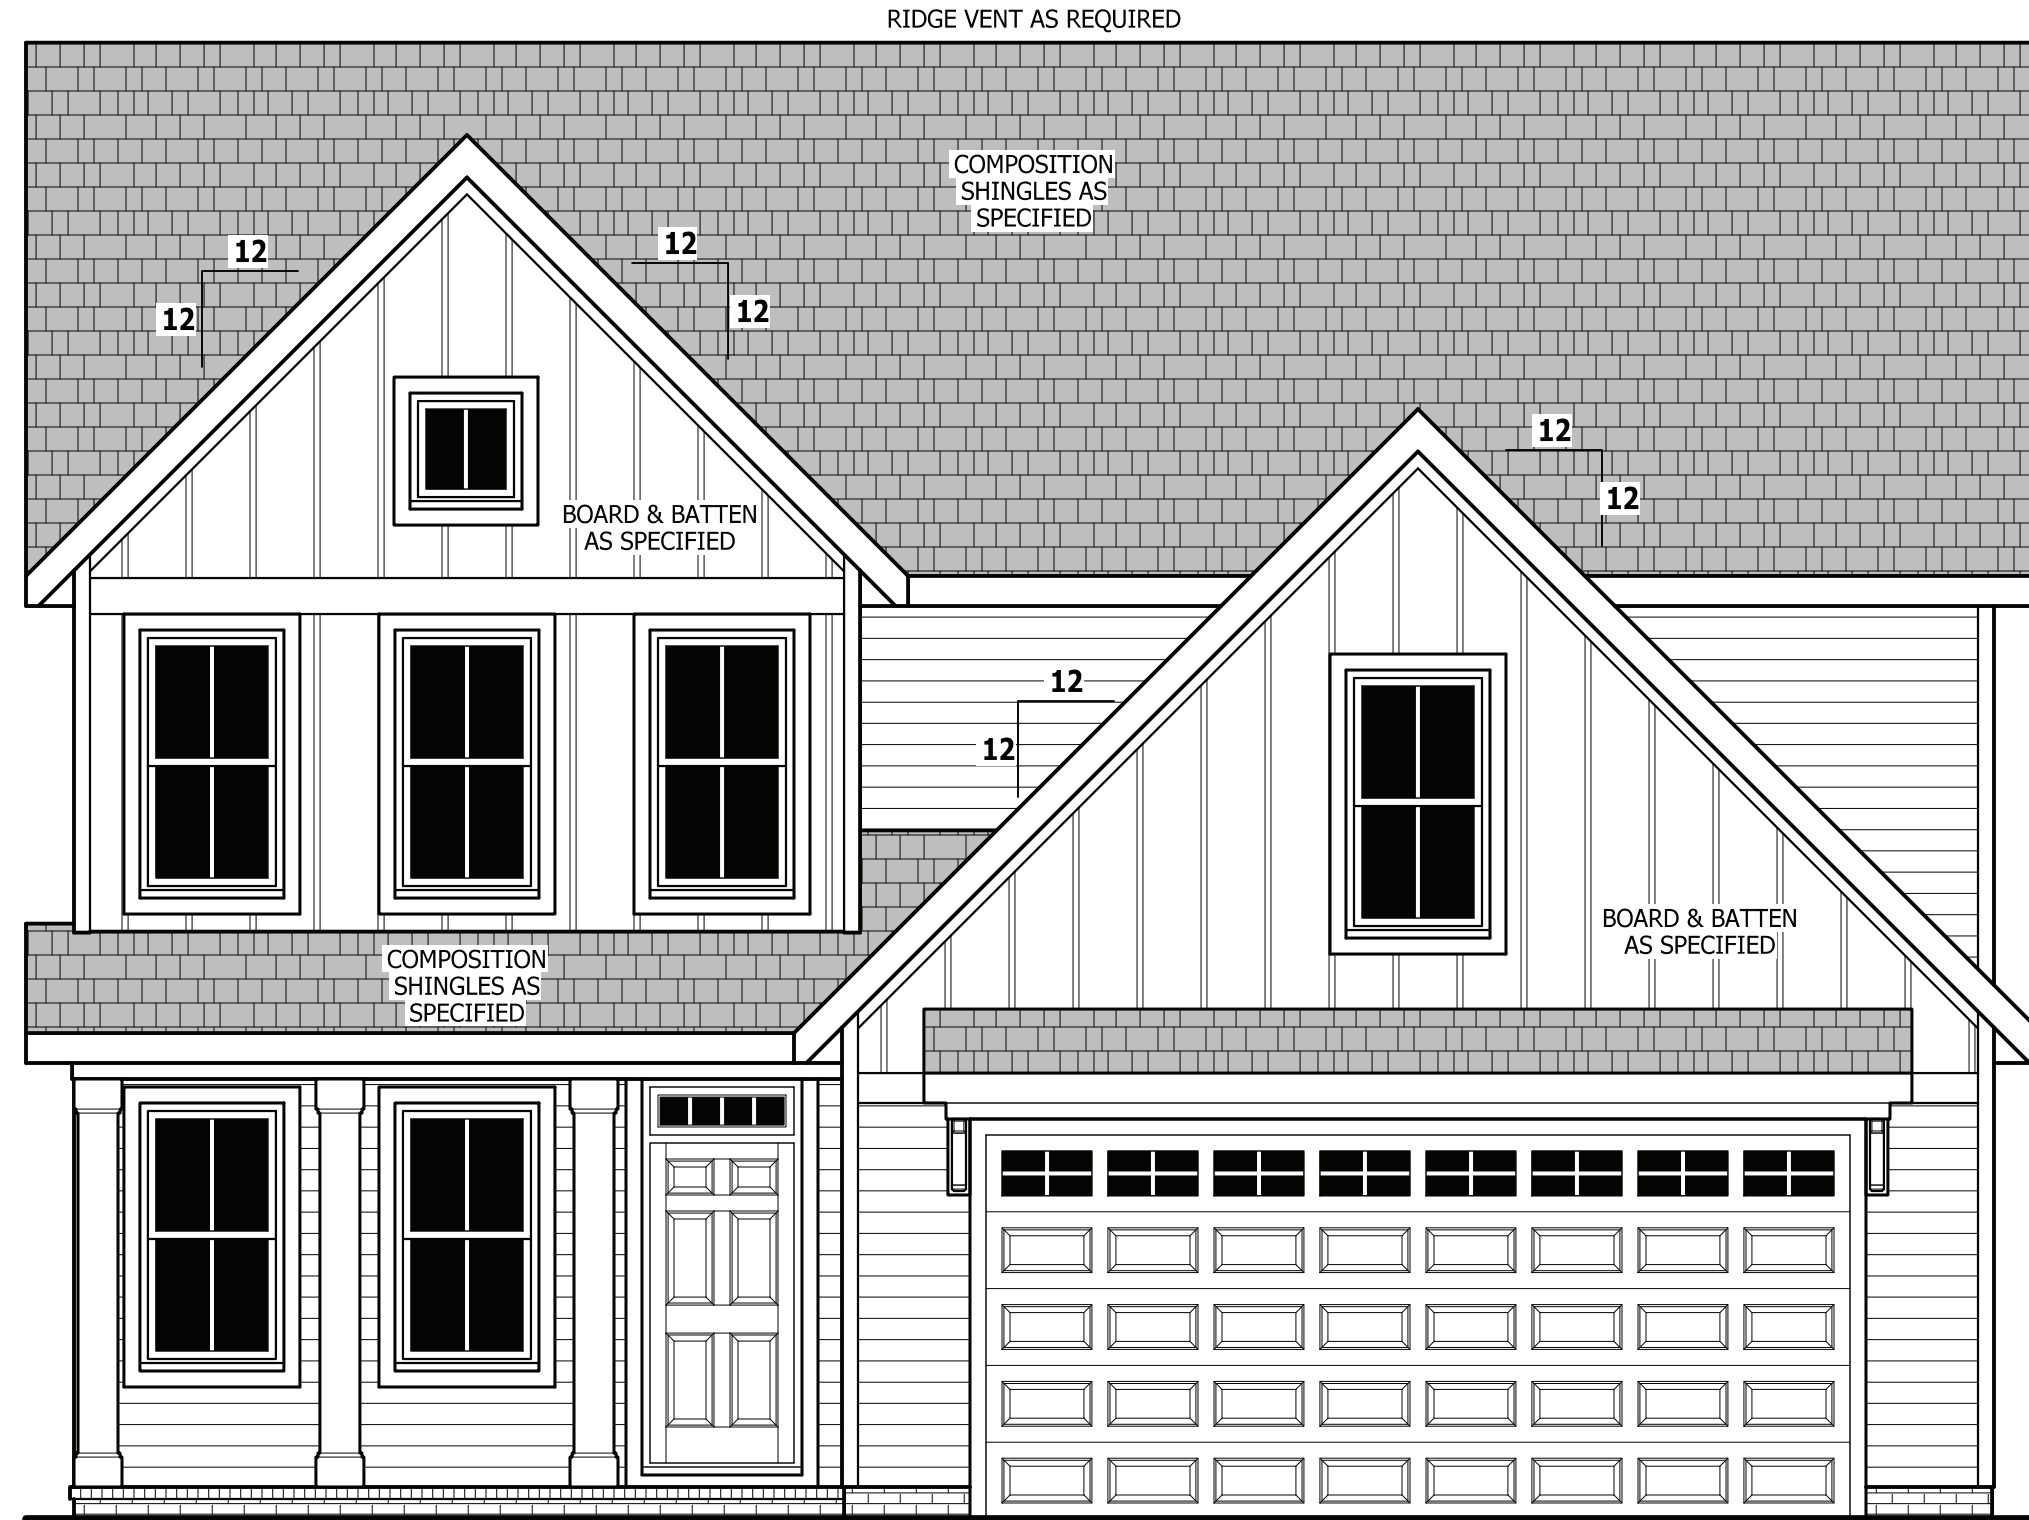 RIDGE VENT AS REQUIRED
COMPOSITION
SHINGLES AS
SPECIFIED
12
12
12
12
12
12
BOARD & BATTEN
AS SPECIFIED
12
12
BOARD & BATTEN
AS SPECIFIED
COMPOSITION
SHINGLES AS
SPECIFIED